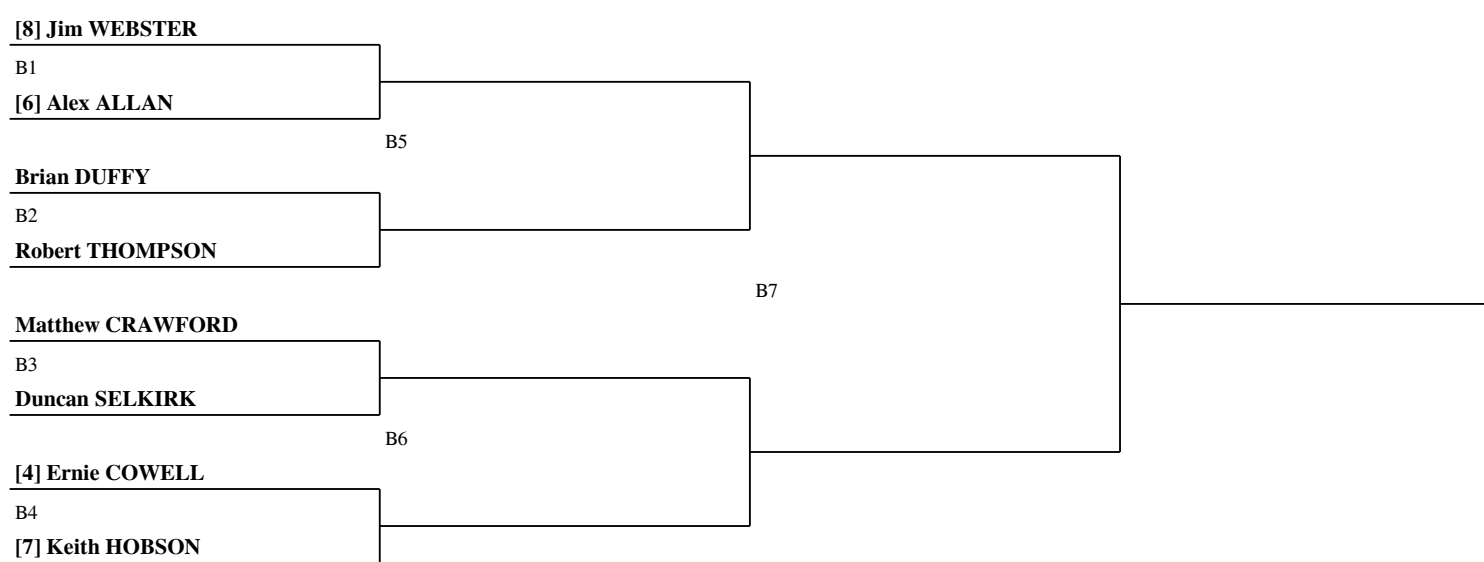 [8] Jim WEBSTER
B1
[6] Alex ALLAN
B5
Brian DUFFY
B2
Robert THOMPSON
B7
Matthew CRAWFORD
B3
Duncan SELKIRK
B6
[4] Ernie COWELL
B4
[7] Keith HOBSON